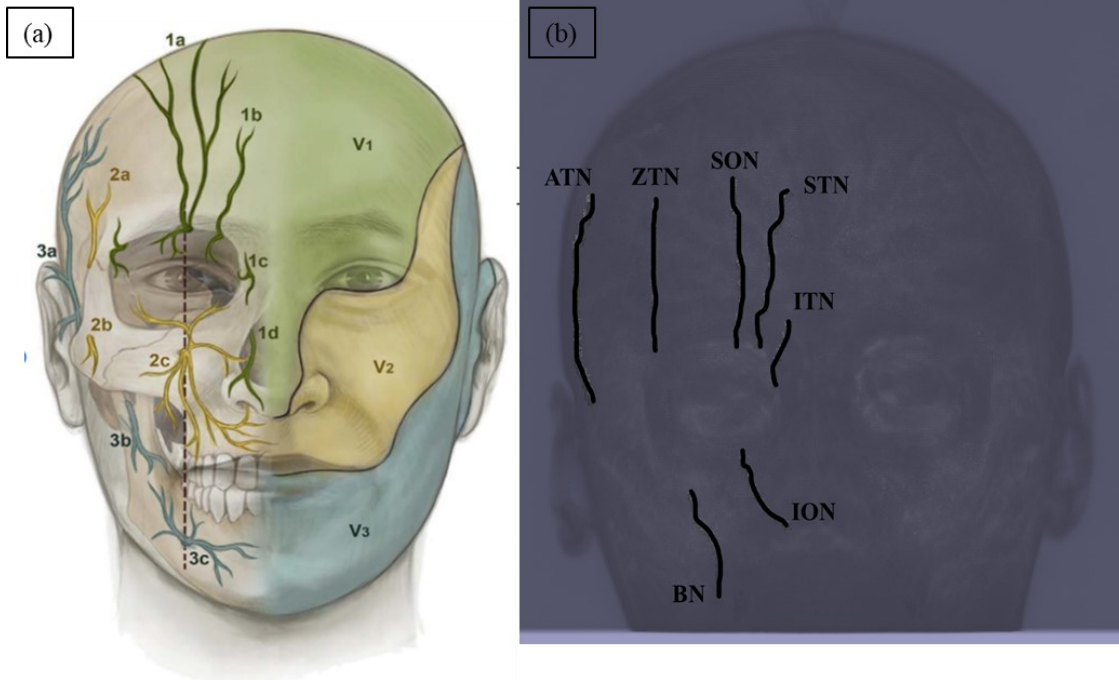 (a)
1a
1b
V1
2a
3a
1c
2b
1d
2c
V2
3b
V3
3c
(b)
SON
ATN
ZTN
STN
ITN
ION
BN